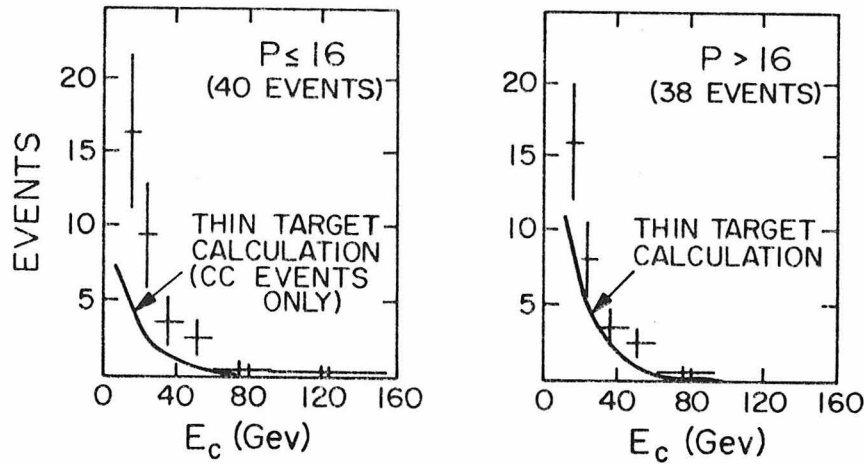 P ≤ 16
(40 EVENTS)
20
15
10
5
0
40
80
120
160
EVENTS
THIN TARGET
CALCULATION
(CC EVENTS
ONLY)
E_c (Gev)
P > 16
(38 EVENTS)
20
15
10
5
0
40
80
120
160
THIN TARGET
CALCULATION
E_c (Gev)